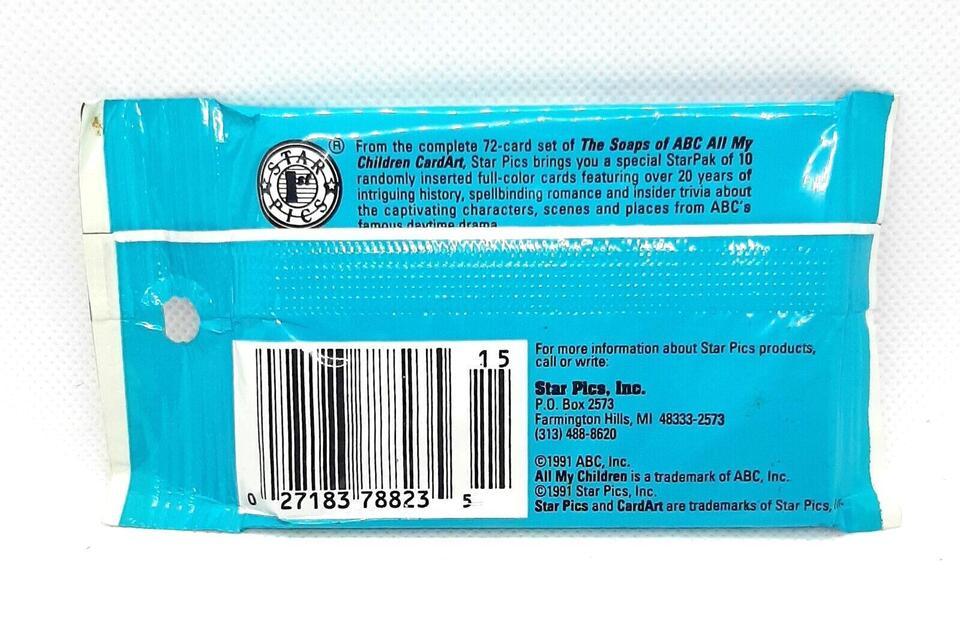 STAR
1st
PICS
®
From the complete 72-card set of The Soaps of ABC All My
Children CardArt, Star Pics brings you a special StarPak of 10
randomly inserted full-color cards featuring over 20 years of
intriguing history, spellbinding romance and insider trivia about
the captivating characters, scenes and places from ABC's
famous daytime drama.
15
0 27183 78823 5
For more information about Star Pics products,
call or write:
Star Pics, Inc.
P.O. Box 2573
Farmington Hills, MI 48333-2573
(313) 488-8620
©1991 ABC, Inc.
All My Children is a trademark of ABC, Inc.
©1991 Star Pics, Inc.
Star Pics and CardArt are trademarks of Star Pics,